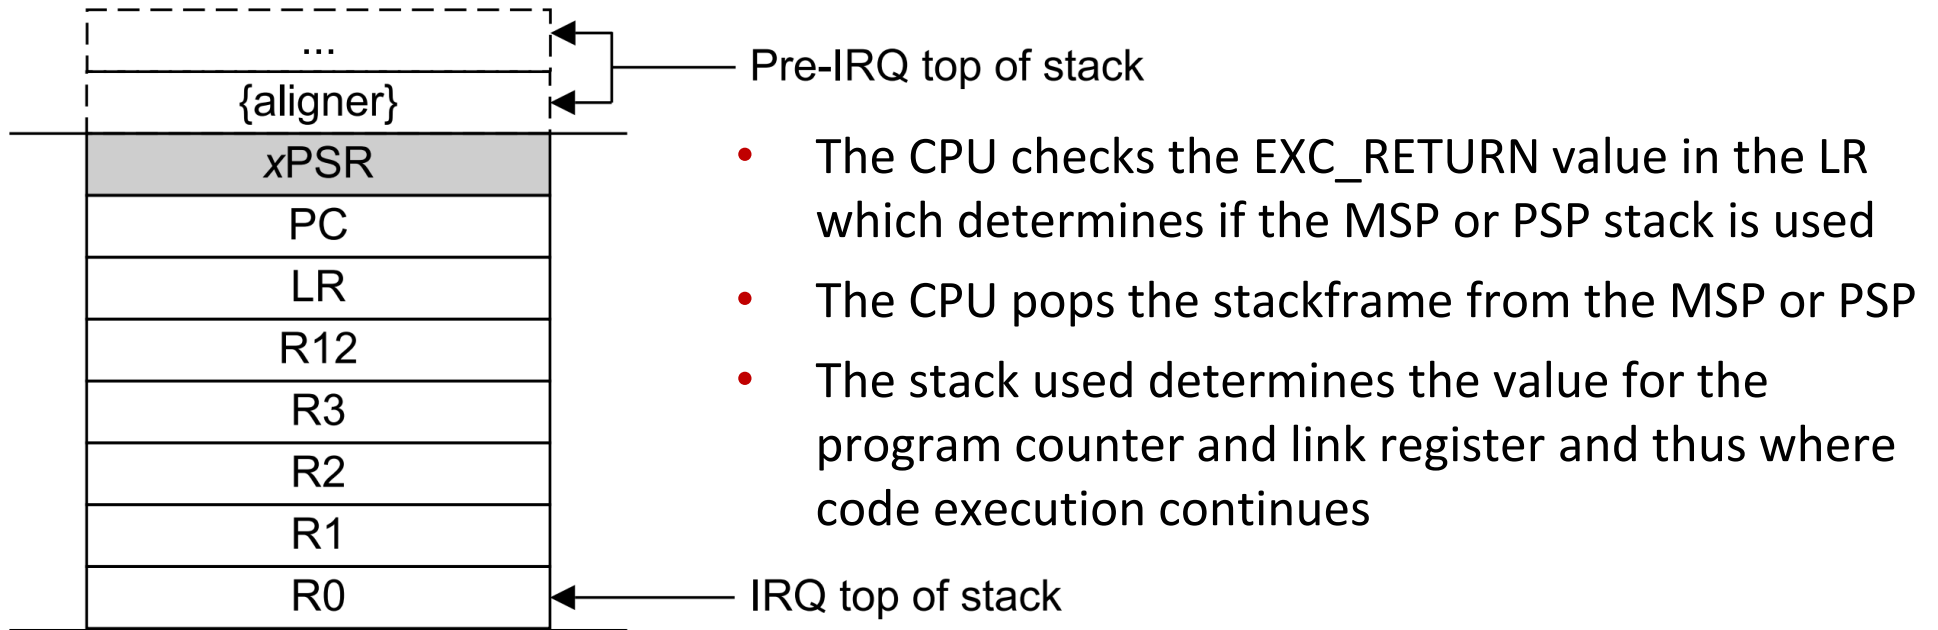 ...
{aligner}
xPSR
PC
LR
R12
R3
R2
R1
R0
Pre-IRQ top of stack
• The CPU checks the EXC_RETURN value in the LR
which determines if the MSP or PSP stack is used
• The CPU pops the stackframe from the MSP or PSP
• The stack used determines the value for the
program counter and link register and thus where
code execution continues
IRQ top of stack